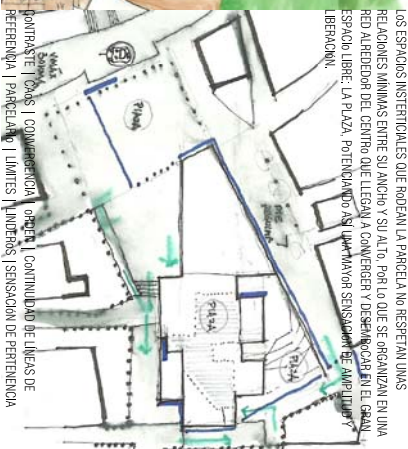 LoS ESPACIoS INSTERTICIALES QUE RoDEAN LA PARCELA No RESPETAN UNAS
RELACIoNES MÍNIMAS ENTRE SU ANCHo Y SU ALTo. PoR Lo QUE SE oRGANIZAN EN UNA
RED ALREDEDoR DEL CENTRo QUE LLEGAN A CoNVERGER Y DESEMBoCAR EN EL GRAN
ESPACIo LIBRE: LA PLAZA. PoTENCIANDo ASÍ UNA MAYoR SENSACIóN DE AMPLITUD Y
LIBERACIóN.
PLAZA
PLAZA
PLAZA
CoNTRASTE | CAoS | CoNVERGENCIA | oRDEN | CoNTINUIDAD DE LÍNEAS DE
REFERENCIA | PARCELARIo | LÍMITES | LINDERoS | SENSACIóN DE PERTENENCIA